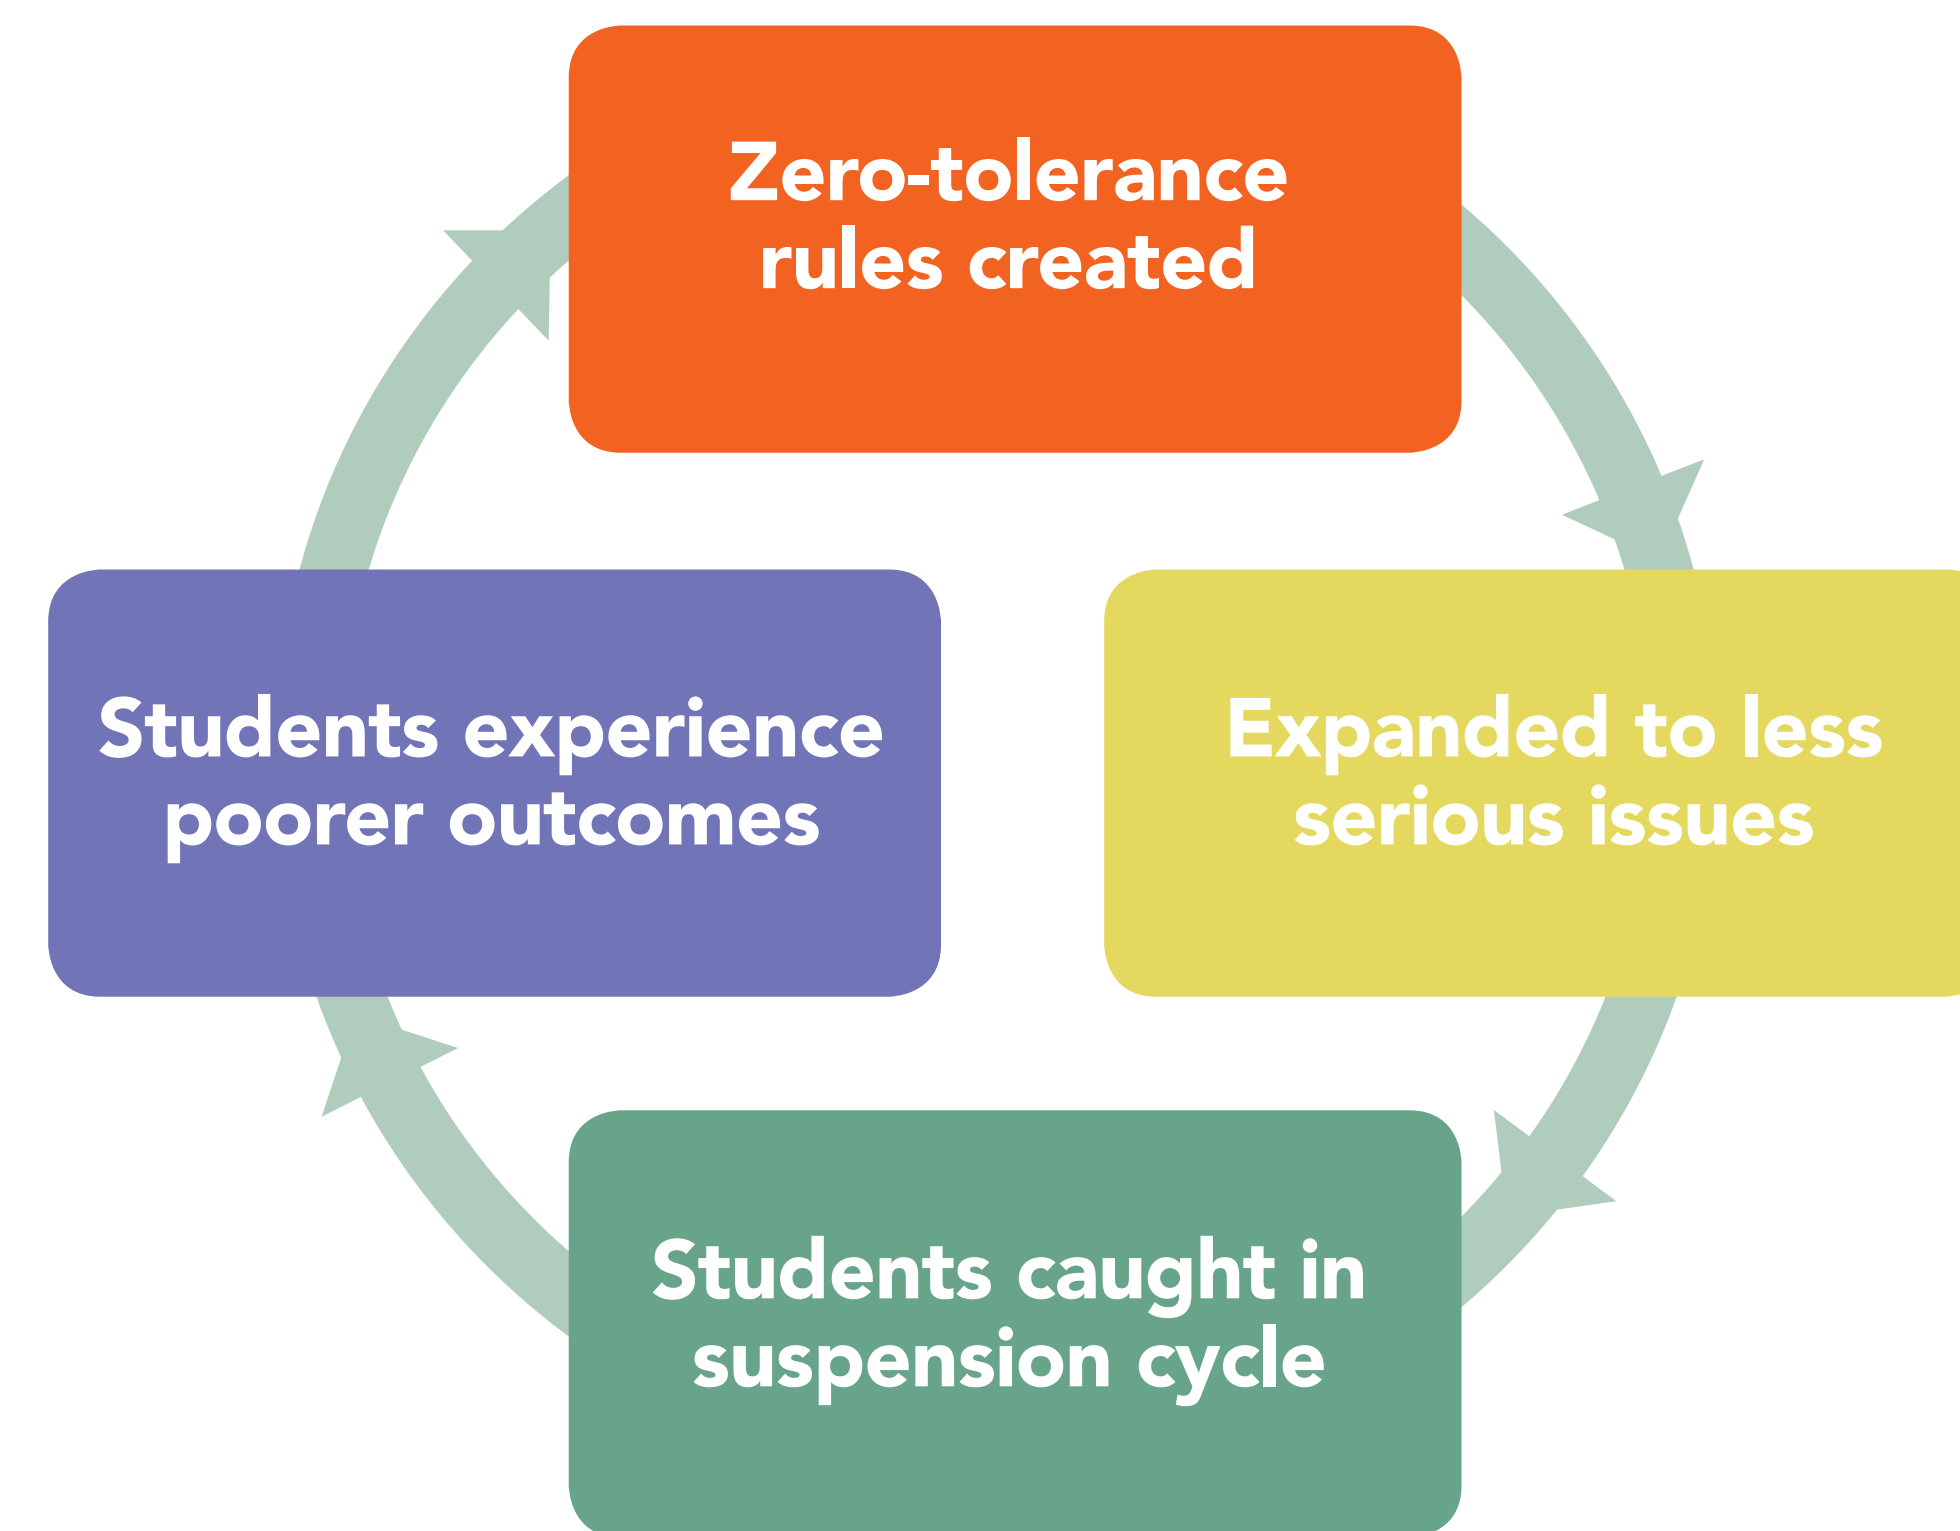 Zero-tolerance
rules created
Students experience
poorer outcomes
Expanded to less
serious issues
Students caught in
suspension cycle